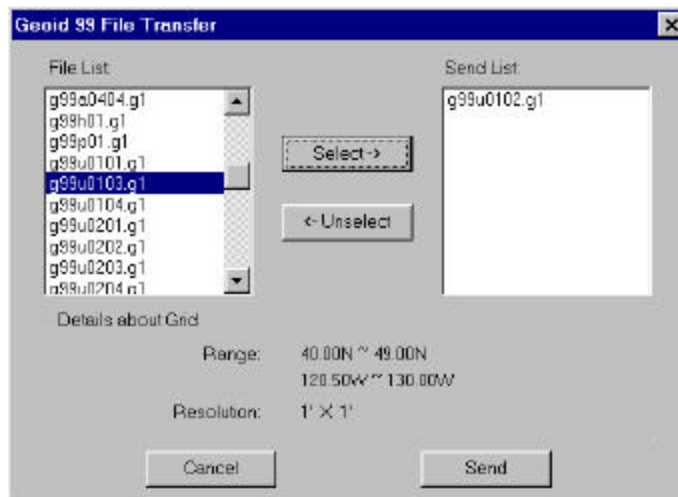 Geoid 99 File Transfer
File List:
Send List:
g99a0404.g1
g99h01.g1
g99p01.g1
g99u0101.g1
g99u0103.g1
g99u0104.g1
g99u0201.g1
g99u0202.g1
g99u0203.g1
g99u0204.g1
g99u0102.g1
Select->
<-Unselect
Details about Grid
Range: 40.00N ~ 49.00N
120.50W ~ 130.00W
Resolution: 1' X 1'
Cancel
Send